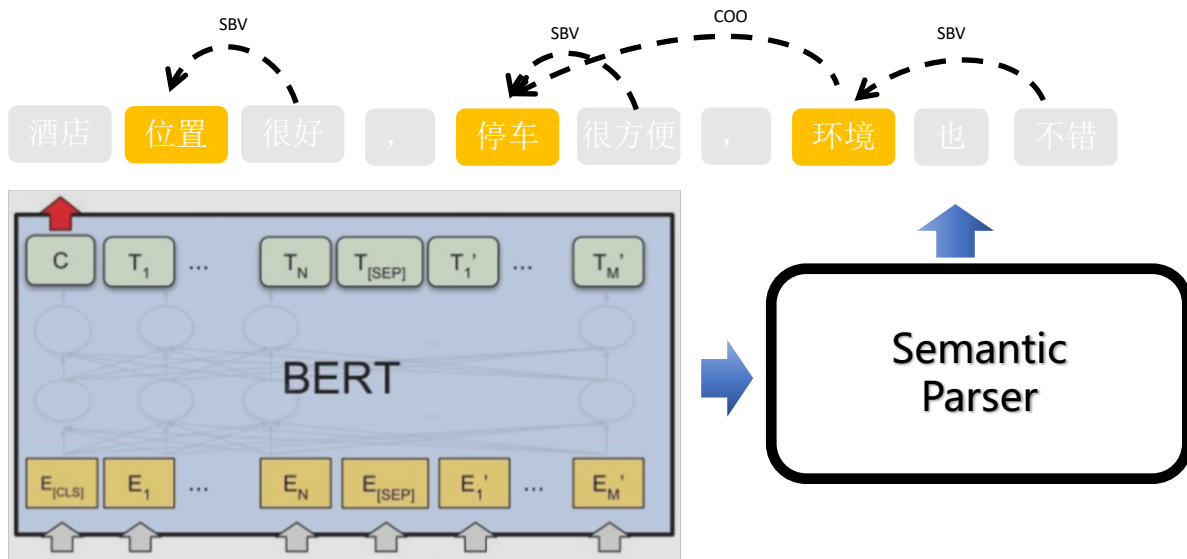 SBV
SBV
COO
SBV
酒店 位置 很好 ， 停车 很方便 ， 环境 也 不错
C T1 ... TN T[SEP] T1' ... TM'
...
BERT
...
E[CLS] E1 ... EN E[SEP] E1' ... EM'
Semantic
Parser